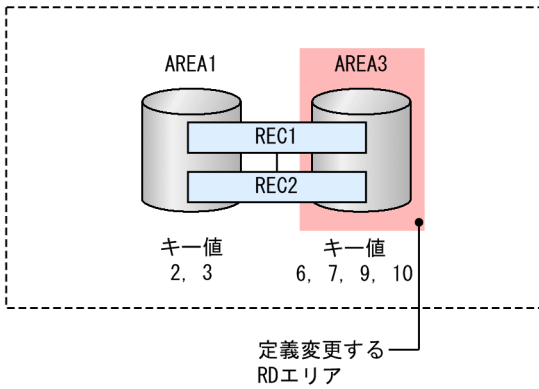 AREA1
AREA3
REC1
REC2
キー値
2, 3
キー値
6, 7, 9, 10
定義変更する
RDエリア